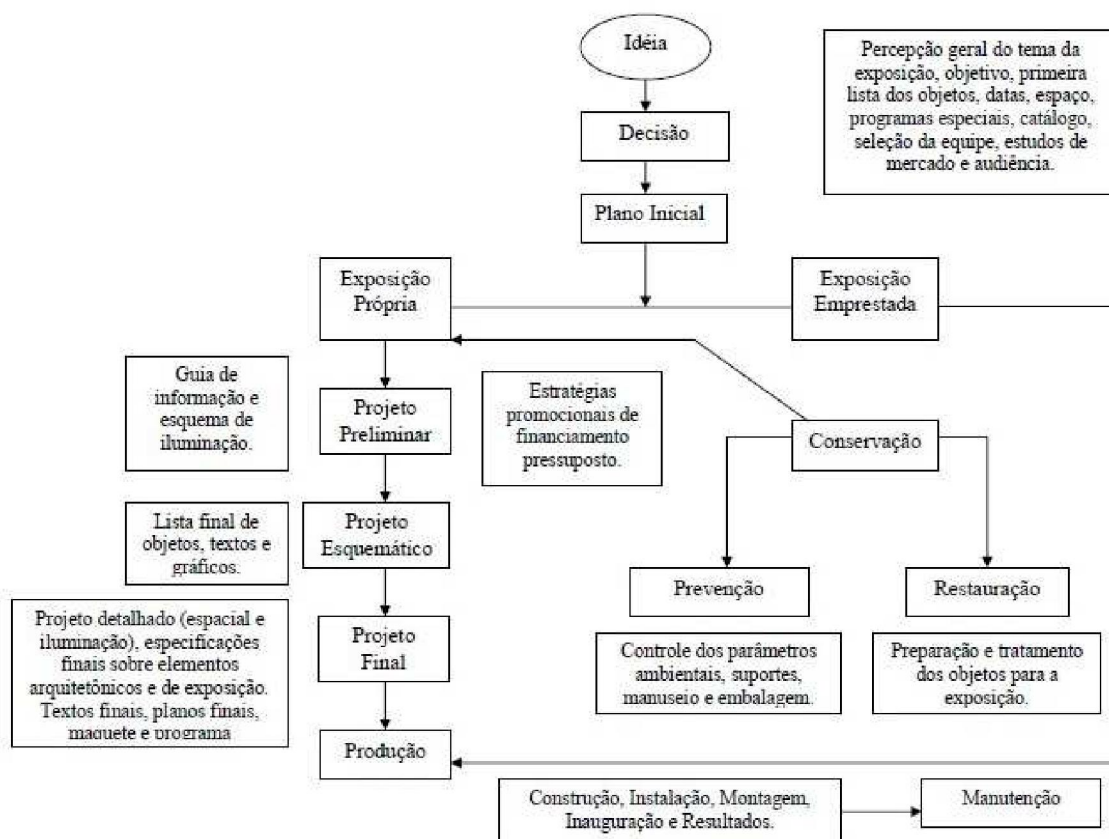 Idéia
Percepção geral do tema da
exposição, objetivo, primeira
lista dos objetos, datas, espaço,
programas especiais, catálogo,
seleção da equipe, estudos de
mercado e audiência.
Decisão
Plano Inicial
Exposição
Própria
Exposição
Emprestada
Guia de
informação e
esquema de
iluminação.
Projeto
Preliminar
Estratégias
promocionais de
financiamento
pressuposto.
Conservação
Lista final de
objetos, textos e
gráficos.
Projeto
Esquemático
Prevenção
Restauração
Projeto detalhado (espacial e
iluminação), especificações
finais sobre elementos
arquitetônicos e de exposição.
Textos finais, planos finais,
maquete e programa
Projeto
Final
Controle dos parâmetros
ambientais, suportes,
manuseio e embalagem.
Preparação e tratamento
dos objetos para a
exposição.
Produção
Construção, Instalação, Montagem,
Inauguração e Resultados.
Manutenção